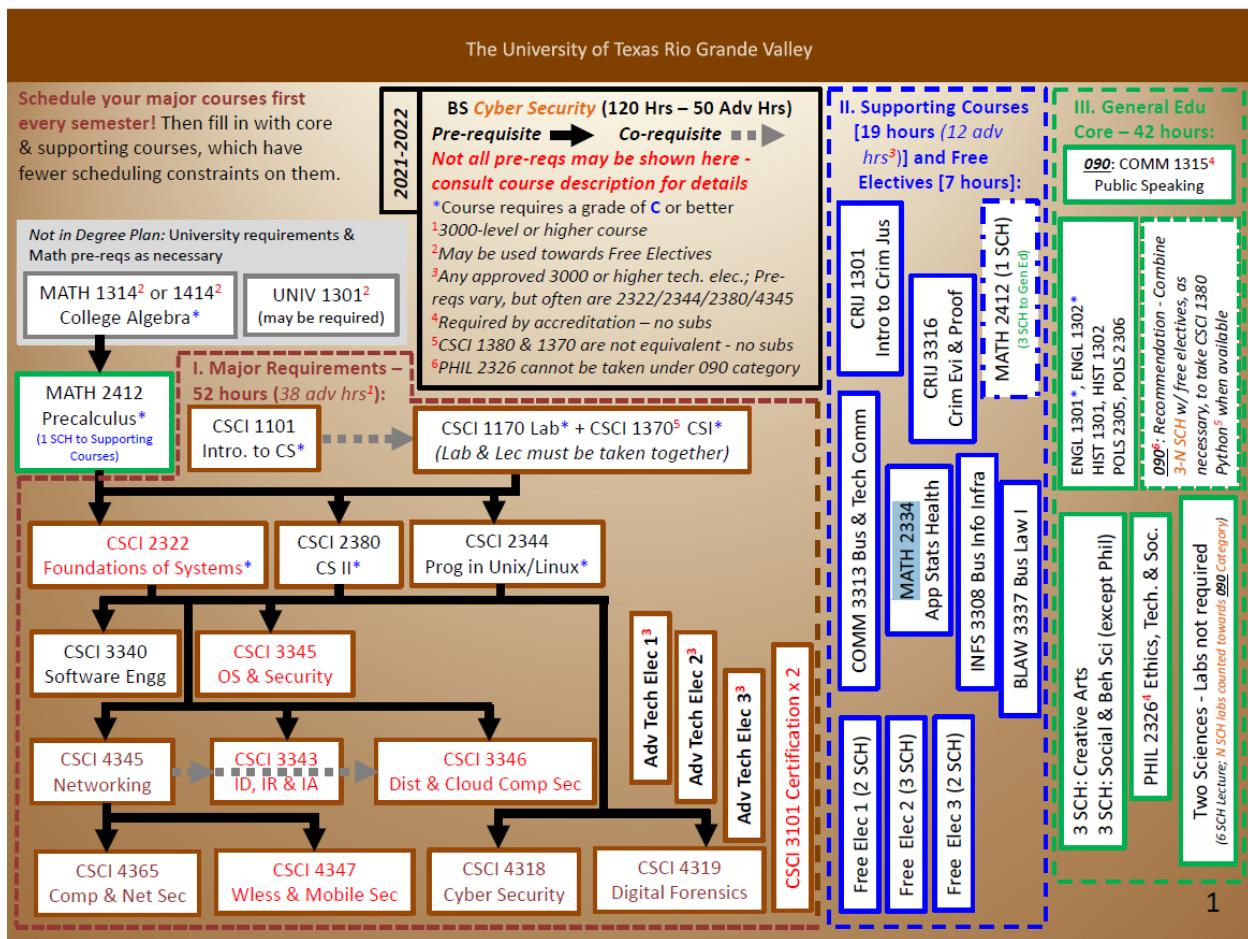 The University of Texas Rio Grande Valley
Schedule your major courses first
every semester! Then fill in with core
& supporting courses, which have
fewer scheduling constraints on them.
2021-2022
BS Cyber Security (120 Hrs – 50 Adv Hrs)
Pre-requisite Co-requisite
Not all pre-reqs may be shown here -
consult course description for details
*Course requires a grade of C or better
¹3000-level or higher course
²May be used towards Free Electives
³Any approved 3000 or higher tech. elec.; Pre-
reqs vary, but often are 2322/2344/2380/4345
⁴Required by accreditation – no subs
⁵CSCI 1380 & 1370 are not equivalent - no subs
⁶PHIL 2326 cannot be taken under 090 category
Not in Degree Plan: University requirements &
Math pre-reqs as necessary
MATH 1314² or 1414²
College Algebra*
UNIV 1301²
(may be required)
MATH 2412
Precalculus*
(1 SCH to Supporting
Courses)
I. Major Requirements –
52 hours (38 adv hrs¹):
CSCI 1101
Intro. to CS*
CSCI 1170 Lab* + CSCI 1370⁵ CSI*
(Lab & Lec must be taken together)
CSCI 2322
Foundations of Systems*
CSCI 2380
CS II*
CSCI 2344
Prog in Unix/Linux*
CSCI 3340
Software Engg
CSCI 3345
OS & Security
CSCI 4345
Networking
CSCI 3343
ID, IR & IA
CSCI 3346
Dist & Cloud Comp Sec
CSCI 4365
Comp & Net Sec
CSCI 4347
Wless & Mobile Sec
CSCI 4318
Cyber Security
CSCI 4319
Digital Forensics
Adv Tech Elec 1³
Adv Tech Elec 2³
Adv Tech Elec 3³
CSCI 3101 Certification x 2
II. Supporting Courses
[19 hours (12 adv
hrs³)] and Free
Electives [7 hours]:
CRIJ 1301
Intro to Crim Jus
CRIJ 3316
Crim Evi & Proof
MATH 2412 (1 SCH)
(3 SCH to Gen Ed)
COMM 3313 Bus & Tech Comm
MATH 2334
App Stats Health
INFS 3308 Bus Info Infra
BLAW 3337 Bus Law I
Free Elec 1 (2 SCH)
Free Elec 2 (3 SCH)
Free Elec 3 (2 SCH)
III. General Edu
Core – 42 hours:
090: COMM 1315⁴
Public Speaking
ENGL 1301*, ENGL 1302*
HIST 1301, HIST 1302
POLS 2305, POLS 2306
090⁶: Recommendation - Combine
3-N SCH w/ free electives, as
necessary, to take CSCI 1380
Python⁵ when available
3 SCH: Creative Arts
3 SCH: Social & Beh Sci (except Phil)
PHIL 2326⁴ Ethics, Tech. & Soc.
Two Sciences - Labs not required
(6 SCH Lecture; N SCH labs counted towards 090 Category)
1